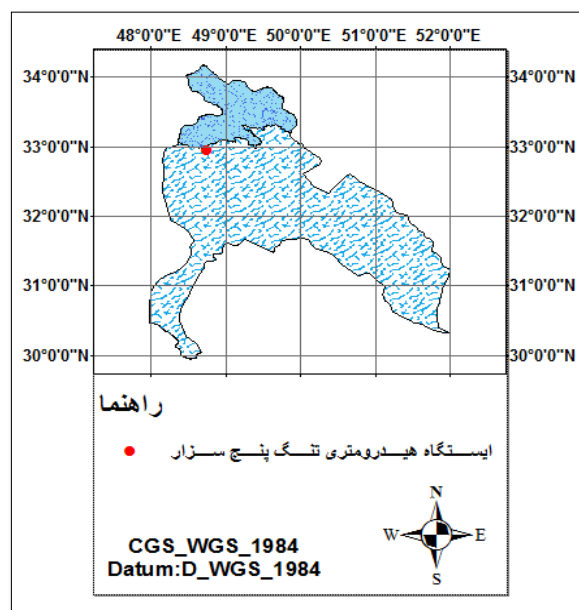 48°0'0"E 49°0'0"E 50°0'0"E 51°0'0"E 52°0'0"E
34°0'0"N 34°0'0"N
33°0'0"N 33°0'0"N
32°0'0"N 32°0'0"N
31°0'0"N 31°0'0"N
30°0'0"N 30°0'0"N
راهنما
ایستگاه هیدرومتری تنگ پنج سزار
N
W E
S
CGS_WGS_1984
Datum:D_WGS_1984